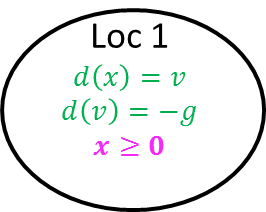 Loc 1
d(x) = v
d(v) = −g
x ≥ 0